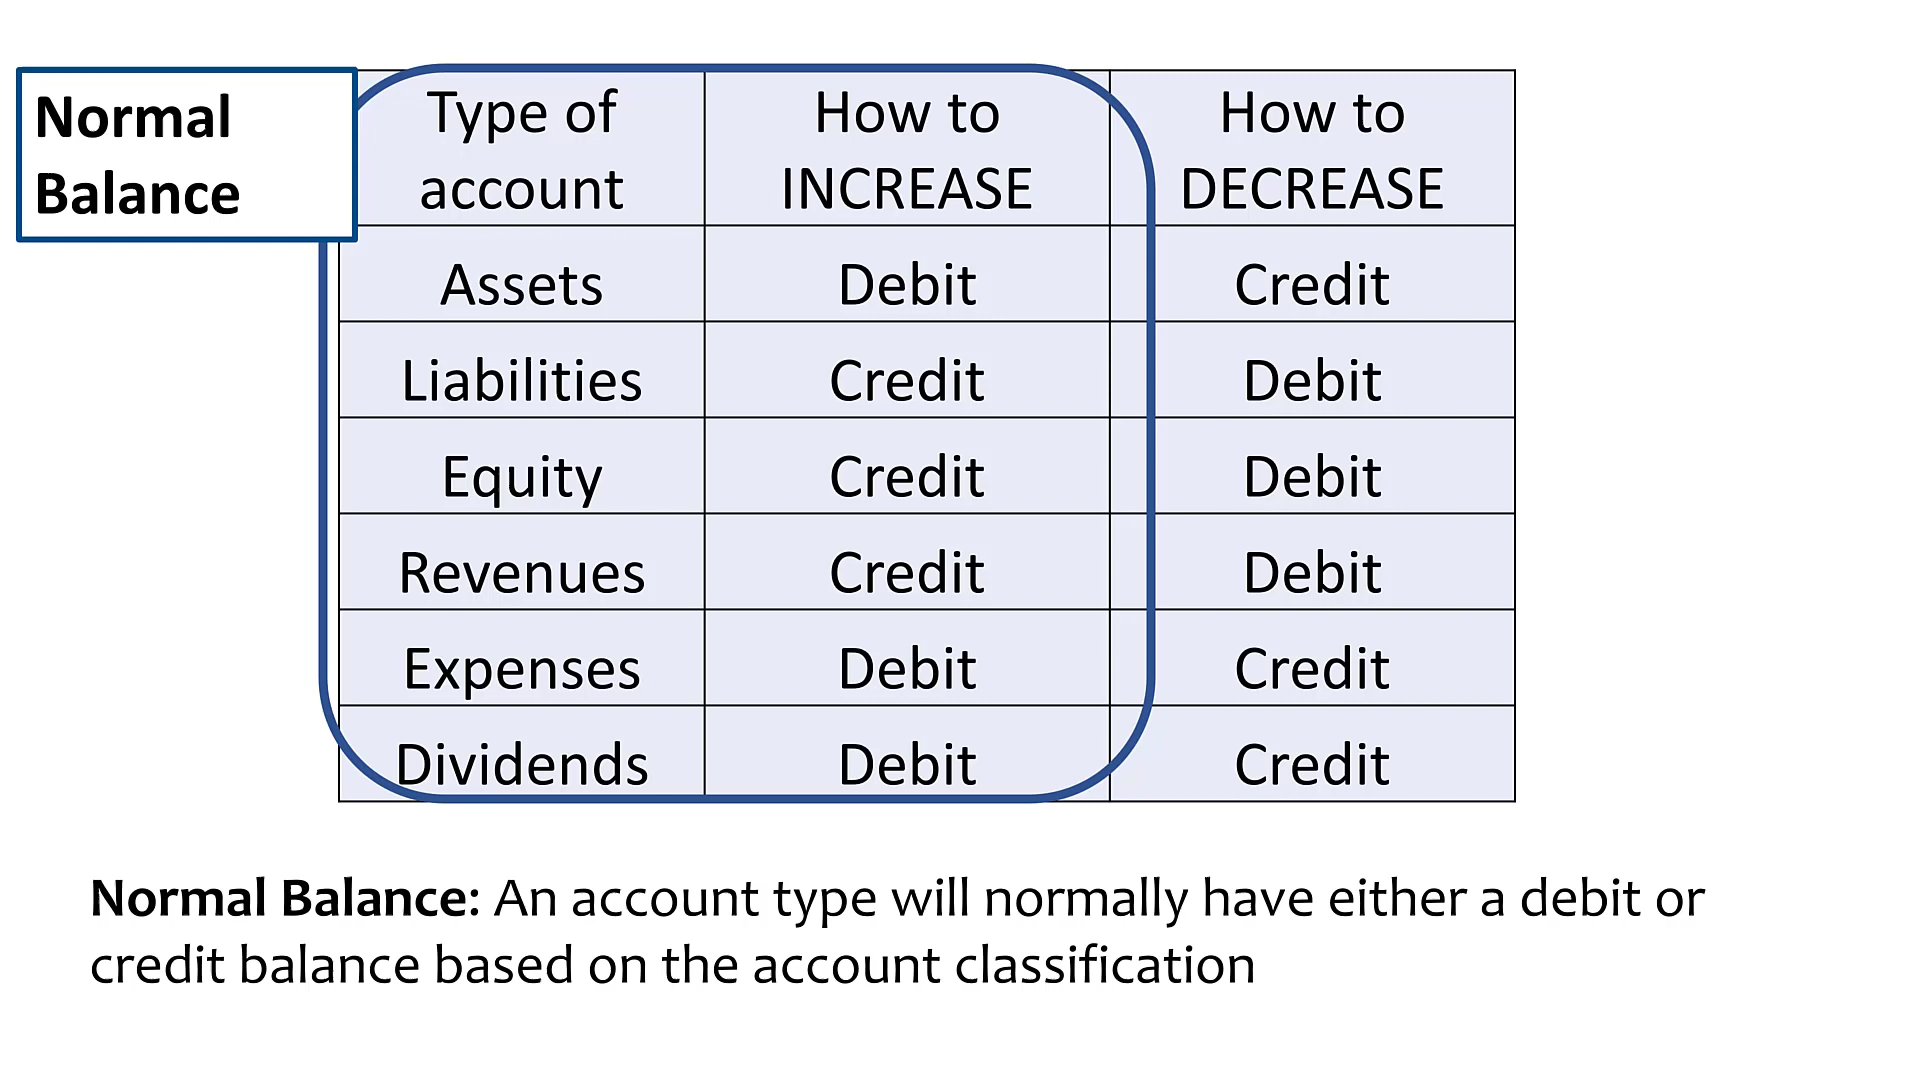 Normal
Balance
Type of
account
How to
INCREASE
How to
DECREASE
Assets Debit Credit
Liabilities Credit Debit
Equity Credit Debit
Revenues Credit Debit
Expenses Debit Credit
Dividends Debit Credit
Normal Balance: An account type will normally have either a debit or
credit balance based on the account classification